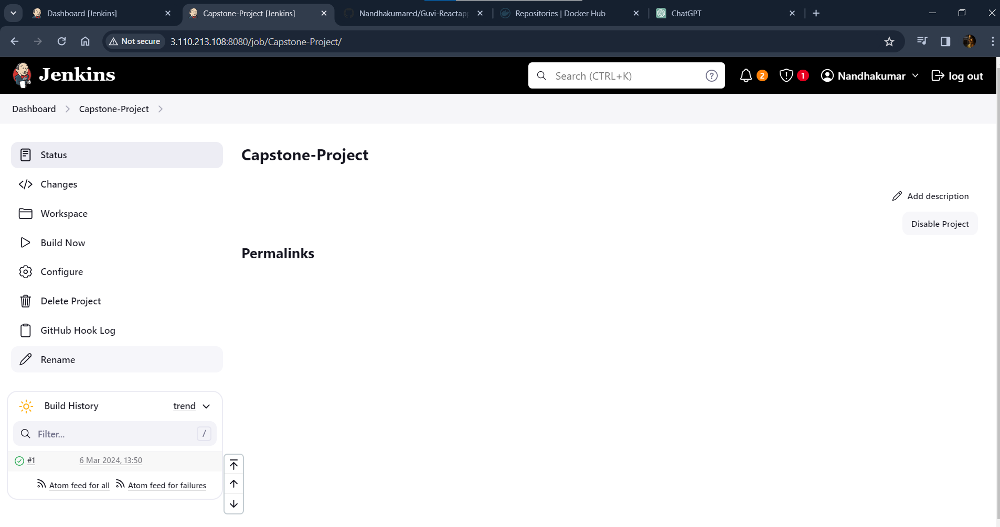 Dashboard [Jenkins] Capstone-Project [Jenkins] Nandhakumared/Guvi-Reactap Repositories | Docker Hub ChatGPT
Not secure 3.110.213.108:8080/job/Capstone-Project/
Jenkins Search (CTRL+K) ? 2 1 Nandhakumar log out
Dashboard Capstone-Project
Status
Changes
Workspace
Build Now
Configure
Delete Project
GitHub Hook Log
Rename
Capstone-Project
Add description
Disable Project
Permalinks
Build History trend
Filter... /
#1 6 Mar 2024, 13:50
Atom feed for all Atom feed for failures